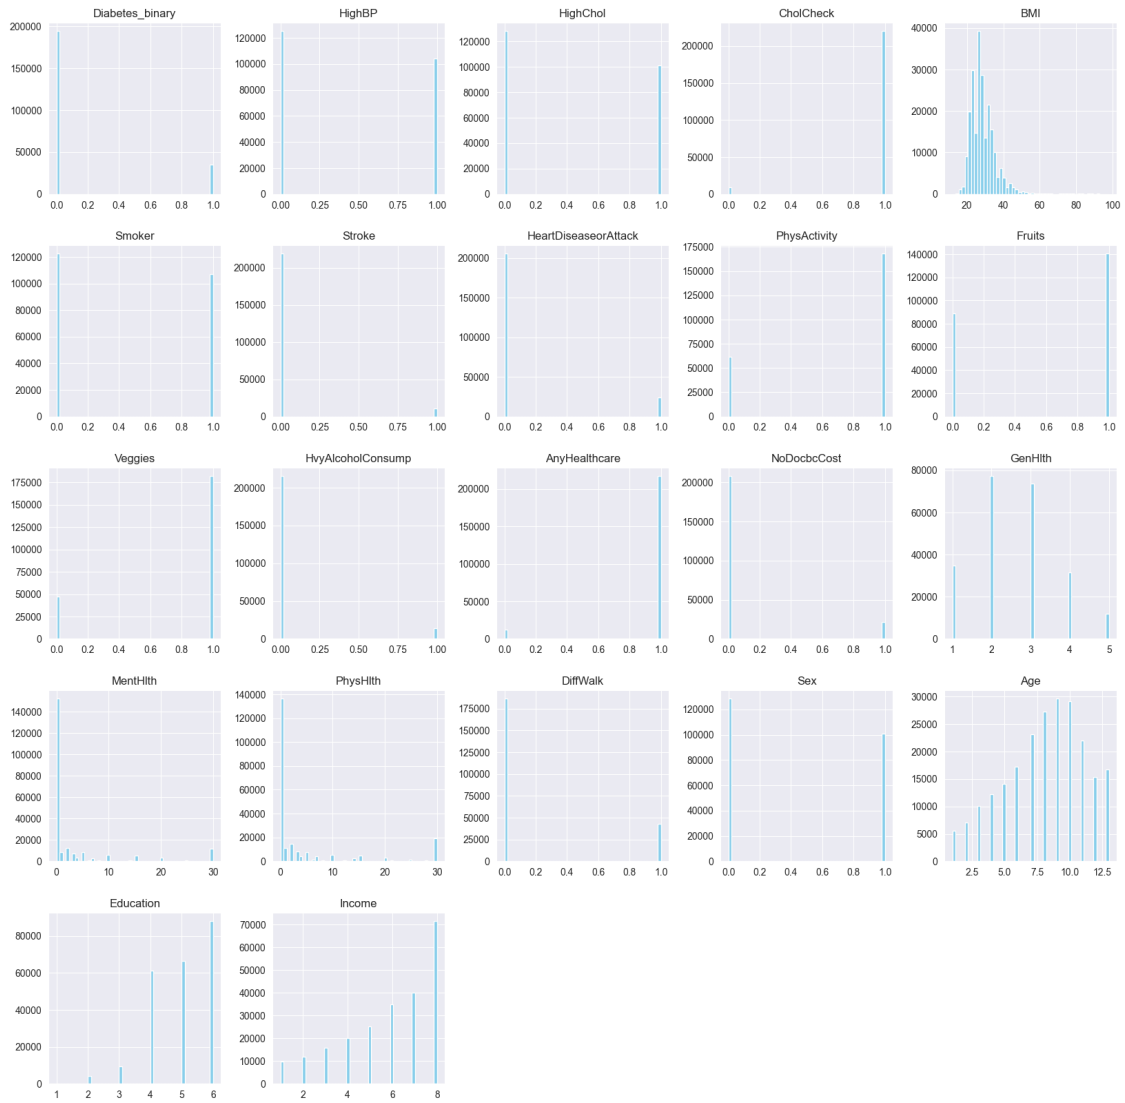 Diabetes_binary HighBP HighChol CholCheck BMI
200000 120000 120000 200000 40000
150000 100000 100000 150000 30000
100000 80000 80000 100000 20000
50000 60000 60000 50000 10000
0 40000 40000 0 0
20000 20000
0 0
0.0 0.2 0.4 0.6 0.8 1.0 0.00 0.25 0.50 0.75 1.00 0.0 0.2 0.4 0.6 0.8 1.0 0.0 0.2 0.4 0.6 0.8 1.0 20 40 60 80 100
Smoker Stroke HeartDiseaseorAttack PhysActivity Fruits
120000 200000 200000 175000 140000
100000 150000 150000 150000 120000
80000 100000 100000 125000 100000
60000 50000 50000 100000 80000
40000 0 0 75000 60000
20000 50000 40000
0 25000 20000
0 0
0.0 0.2 0.4 0.6 0.8 1.0 0.00 0.25 0.50 0.75 1.00 0.00 0.25 0.50 0.75 1.00 0.0 0.2 0.4 0.6 0.8 1.0 0.0 0.2 0.4 0.6 0.8 1.0
Veggies HvyAlcoholConsump AnyHealthcare NoDocbcCost GenHlth
175000 200000 200000 200000 80000
150000 150000 150000 150000 60000
125000 100000 100000 100000 40000
100000 50000 50000 50000 20000
75000 0 0 0 0
50000
25000
0
0.0 0.2 0.4 0.6 0.8 1.0 0.00 0.25 0.50 0.75 1.00 0.0 0.2 0.4 0.6 0.8 1.0 0.0 0.2 0.4 0.6 0.8 1.0 1 2 3 4 5
MentHlth PhysHlth DiffWalk Sex Age
140000 140000 175000 120000 30000
120000 120000 150000 100000 25000
100000 100000 125000 80000 20000
80000 80000 100000 60000 15000
60000 60000 75000 40000 10000
40000 40000 50000 20000 5000
20000 20000 25000 0 0
0 0 0
0 10 20 30 0 10 20 30 0.0 0.2 0.4 0.6 0.8 1.0 0.0 0.2 0.4 0.6 0.8 1.0 2.5 5.0 7.5 10.0 12.5
Education Income
80000 70000
60000 60000
40000 50000
20000 40000
0 30000
20000
10000
0
1 2 3 4 5 6 2 4 6 8